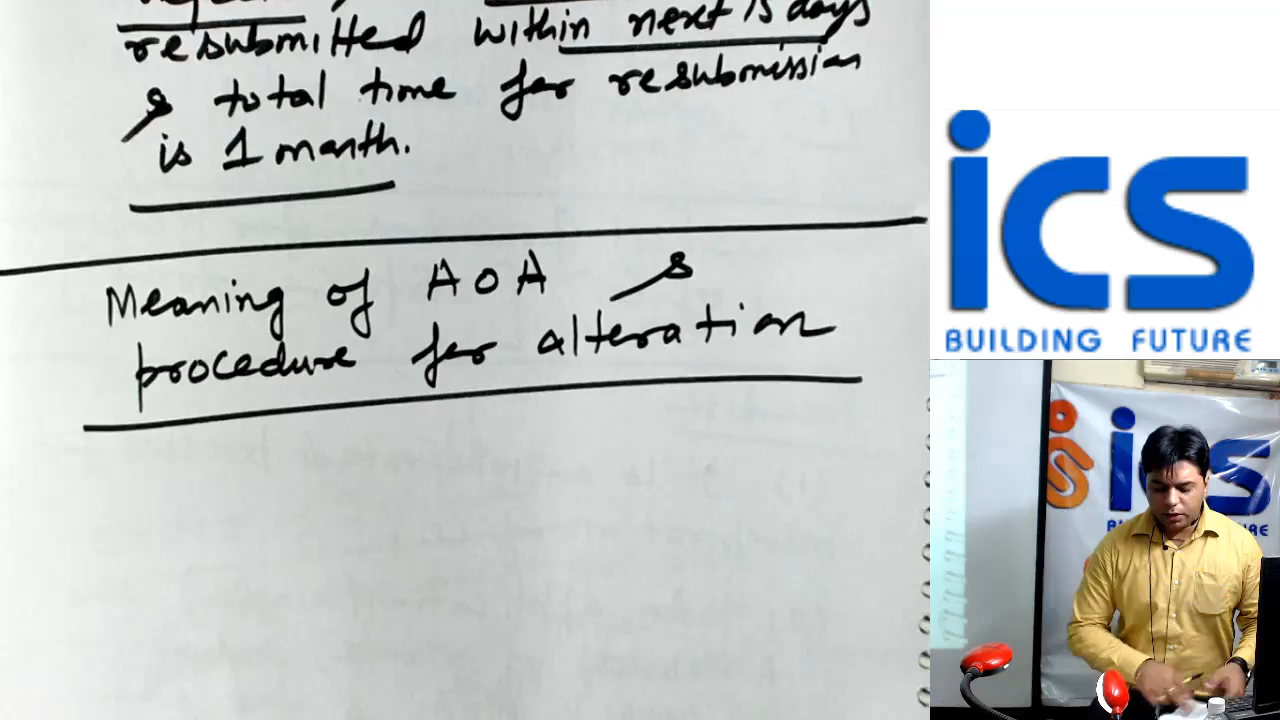 resubmitted within next 15 days
& total time for resubmission
is 1 month.
Meaning of AOA &
procedure for alteration
ics
BUILDING FUTURE
ics